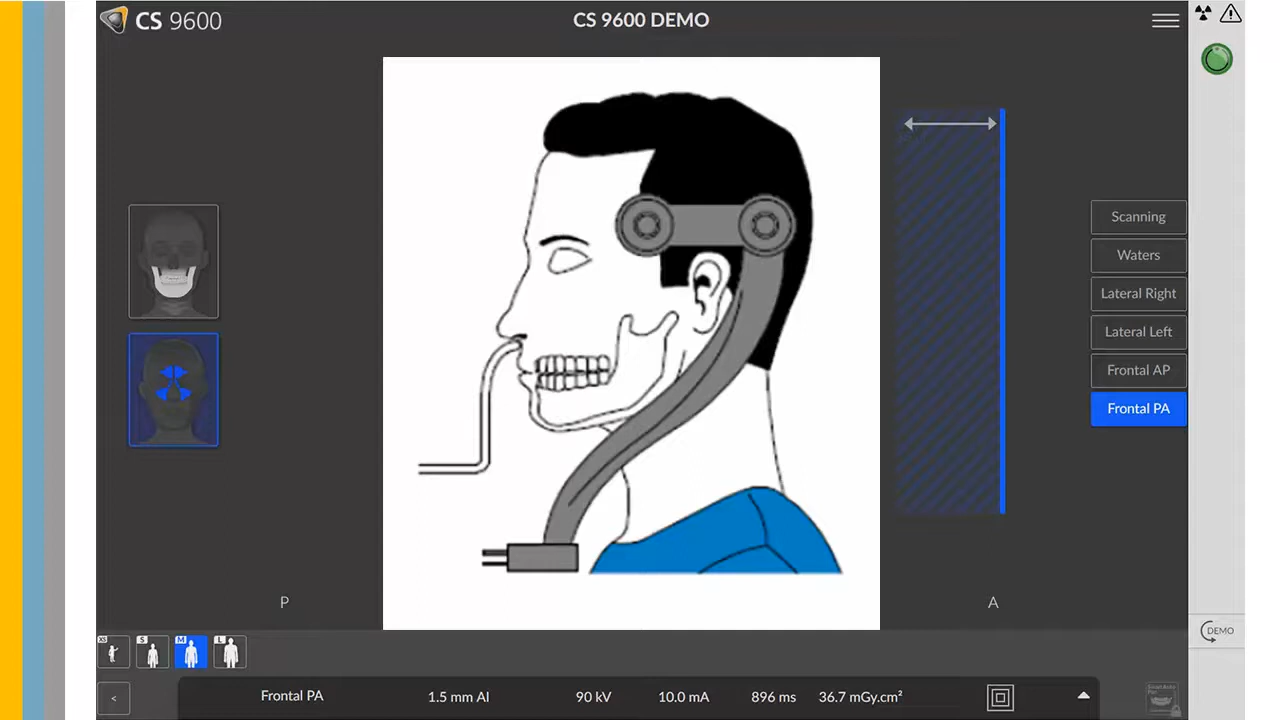 CS 9600
CS 9600 DEMO
Scanning
Waters
Lateral Right
Lateral Left
Frontal AP
Frontal PA
P
A
DEMO
XS
S
M
L
<
Frontal PA
1.5 mm Al
90 kV
10.0 mA
896 ms
36.7 mGy.cm²